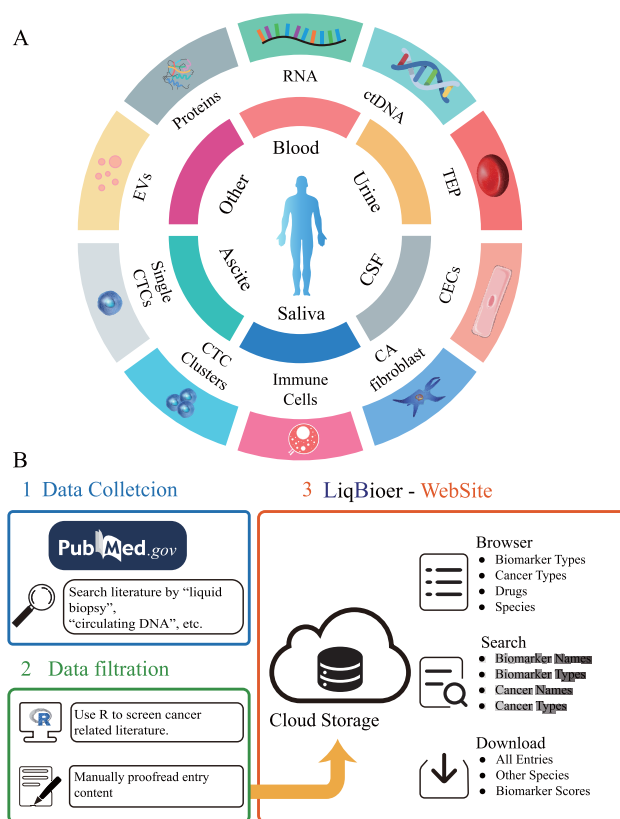 A
RNA
ctDNA
TEP
CECs
CA
fibroblast
Immune
Cells
CTC
Clusters
Single
CTCs
EVs
Proteins
Blood
Urine
CSF
Saliva
Ascite
Other
B
1 Data Colletcion
PubMed.gov
Search literature by “liquid
biopsy”,
“circulating DNA”, etc.
2 Data filtration
R
Use R to screen cancer
related literature.
Manually proofread entry
content
3 LiqBioer - WebSite
Cloud Storage
Browser
● Biomarker Types
● Cancer Types
● Drugs
● Species
Search
● Biomarker Names
● Biomarker Types
● Cancer Names
● Cancer Types
Download
● All Entries
● Other Species
● Biomarker Scores